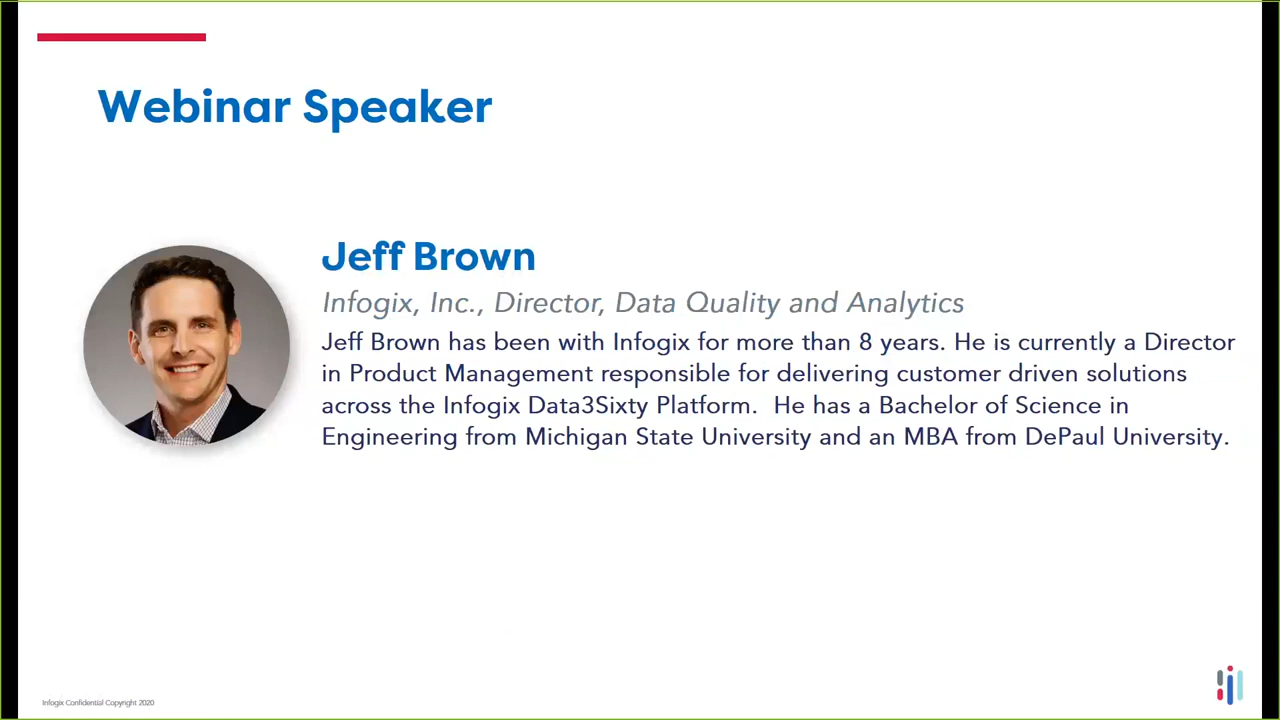 Webinar Speaker
Jeff Brown
Infogix, Inc., Director, Data Quality and Analytics
Jeff Brown has been with Infogix for more than 8 years. He is currently a Director
in Product Management responsible for delivering customer driven solutions
across the Infogix Data3Sixty Platform.  He has a Bachelor of Science in
Engineering from Michigan State University and an MBA from DePaul University.
Infogix Confidential Copyright 2020